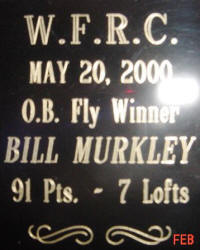 W.F.R.C.
MAY 20, 2000
O.B. Fly Winner
BILL MURKLEY
91 Pts. - 7 Lofts
FEB